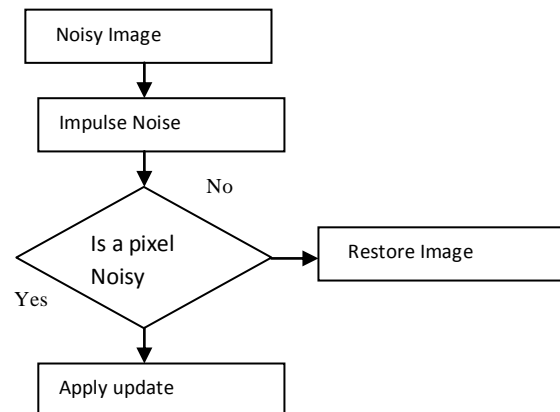 Noisy Image
Impulse Noise
No
Is a pixel
Noisy
Restore Image
Yes
Apply update